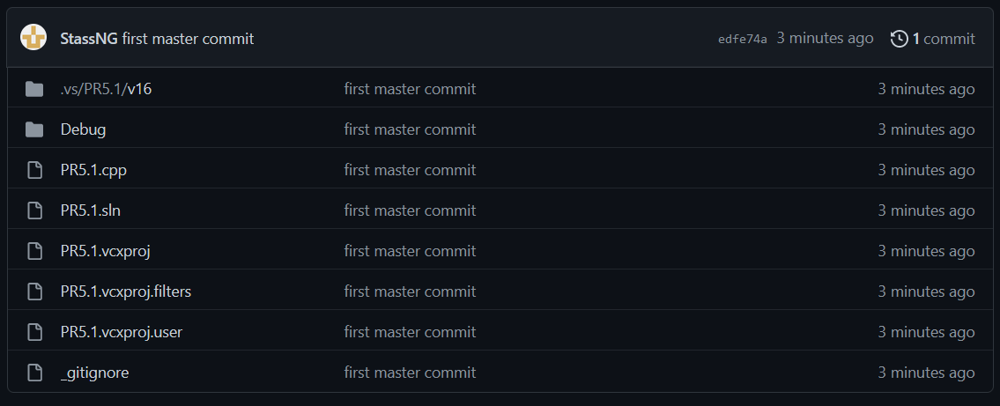 StassNG first master commit edfe74a 3 minutes ago 1 commit
.vs/PR5.1/v16 first master commit 3 minutes ago
Debug first master commit 3 minutes ago
PR5.1.cpp first master commit 3 minutes ago
PR5.1.sln first master commit 3 minutes ago
PR5.1.vcxproj first master commit 3 minutes ago
PR5.1.vcxproj.filters first master commit 3 minutes ago
PR5.1.vcxproj.user first master commit 3 minutes ago
_gitignore first master commit 3 minutes ago